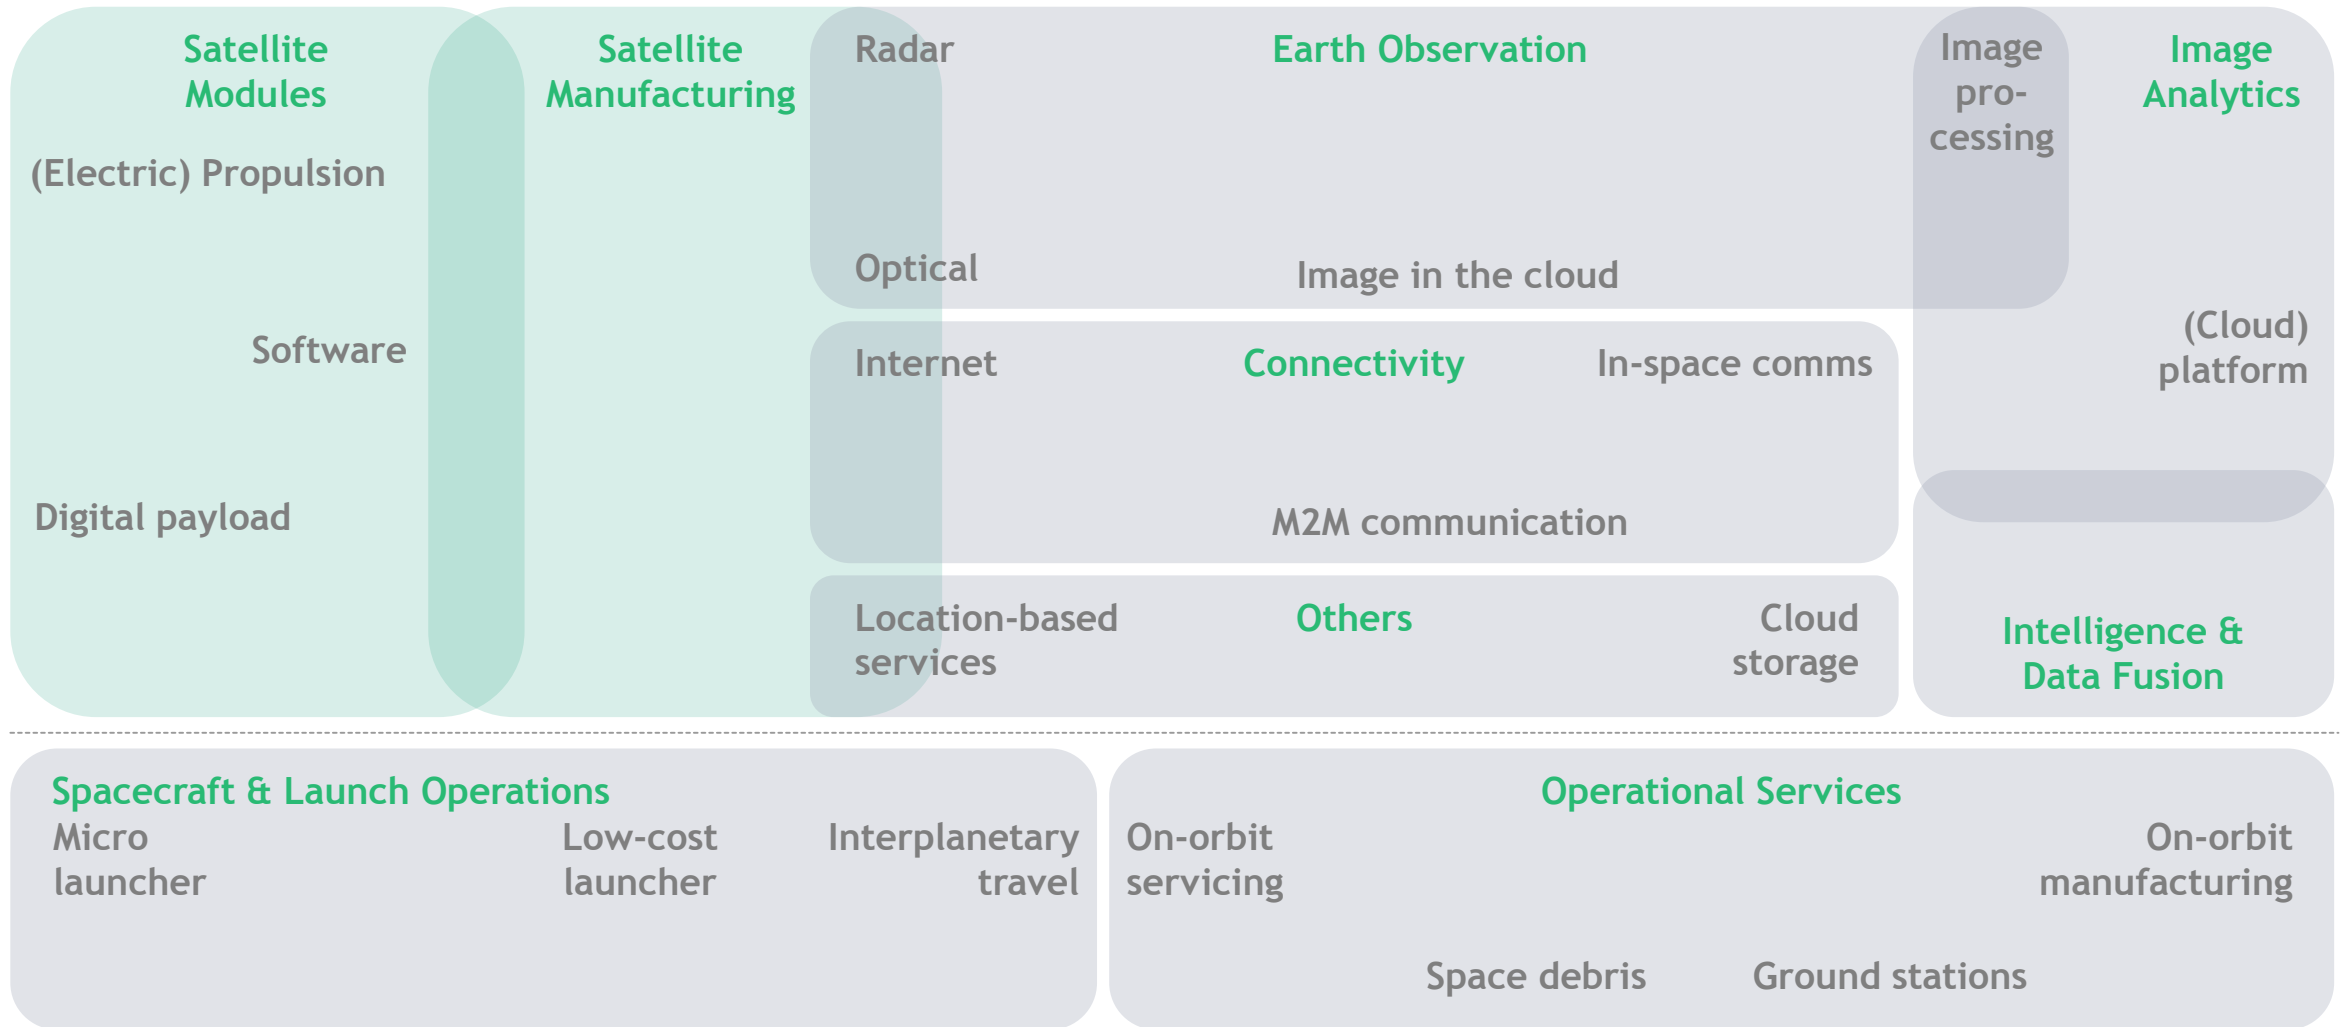 Satellite
Modules
(Electric) Propulsion
Software
Digital payload
Satellite
Manufacturing
Radar
Earth Observation
Optical
Image in the cloud
Image
pro-
cessing
Image
Analytics
(Cloud)
platform
Internet
Connectivity
In-space comms
M2M communication
Location-based
services
Others
Cloud
storage
Intelligence &
Data Fusion
Spacecraft & Launch Operations
Micro
launcher
Low-cost
launcher
Interplanetary
travel
Operational Services
On-orbit
servicing
On-orbit
manufacturing
Space debris
Ground stations